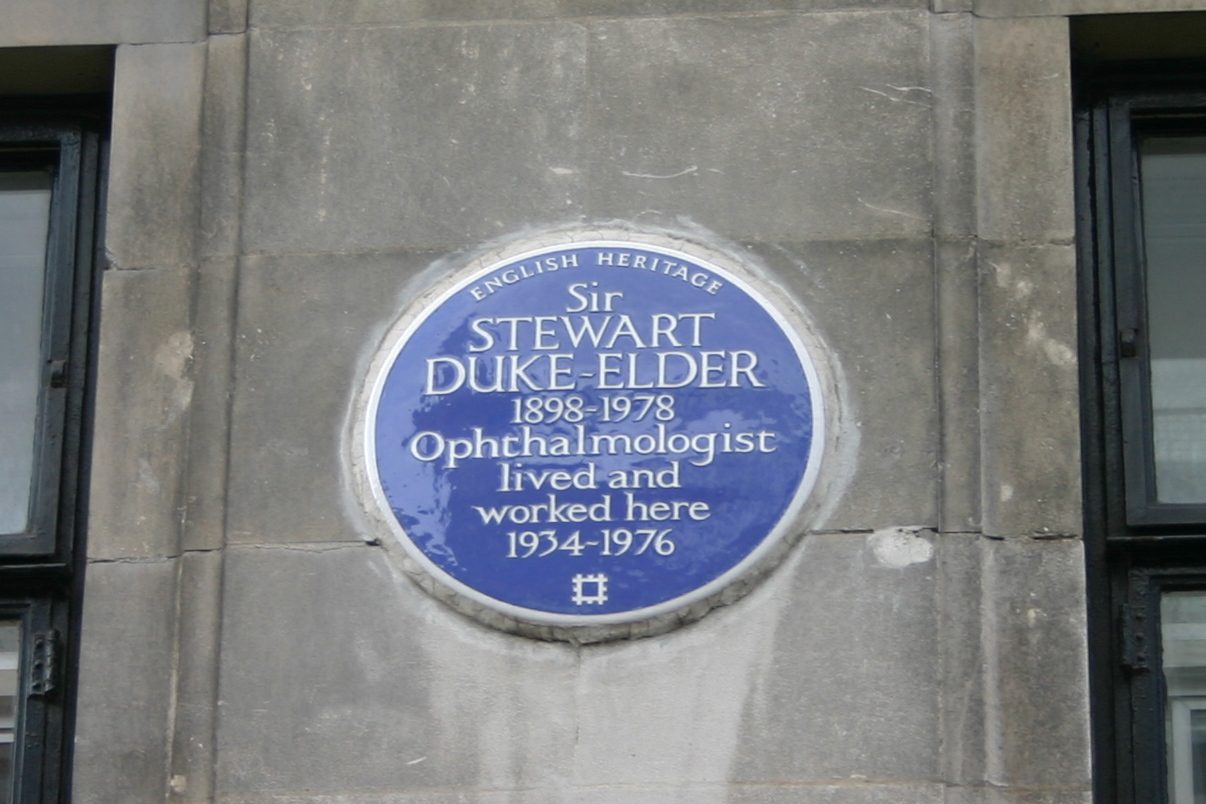 ENGLISH HERITAGE
Sir
STEWART
DUKE-ELDER
1898-1978
Ophthalmologist
lived and
worked here
1934-1976